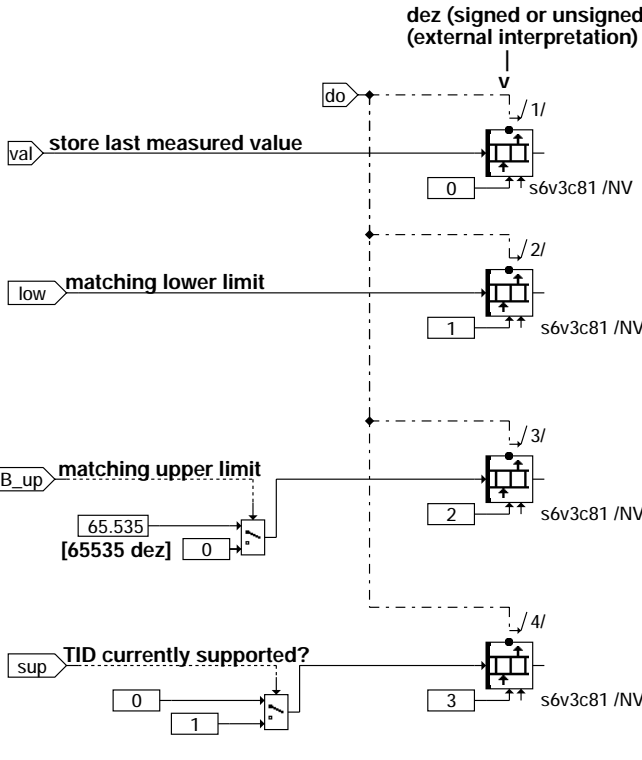 dez (signed or unsigned
(external interpretation)
v
do
1/
val
store last measured value
0
s6v3c81 /NV
2/
low
matching lower limit
1
s6v3c81 /NV
3/
B_up
matching upper limit
65.535
[65535 dez]
0
2
s6v3c81 /NV
4/
sup
TID currently supported?
0
1
3
s6v3c81 /NV